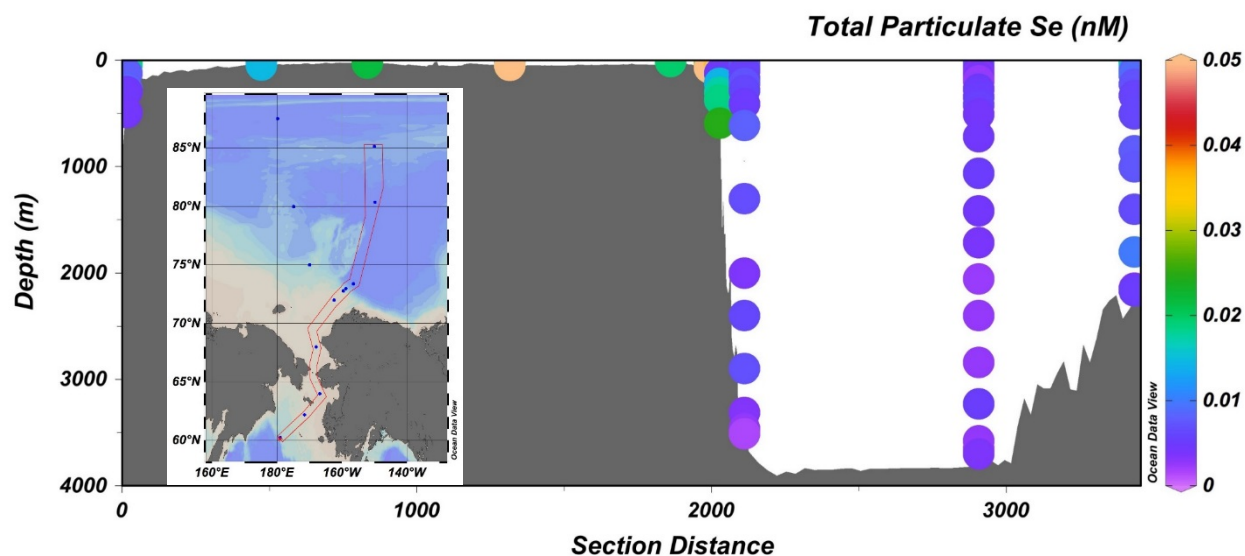 Total Particulate Se (nM)
0
1000
2000
3000
4000
Depth (m)
0
1000
2000
3000
Section Distance
85°N
80°N
75°N
70°N
65°N
60°N
160°E
180°E
160°W
140°W
Ocean Data View
Ocean Data View
0.05
0.04
0.03
0.02
0.01
0